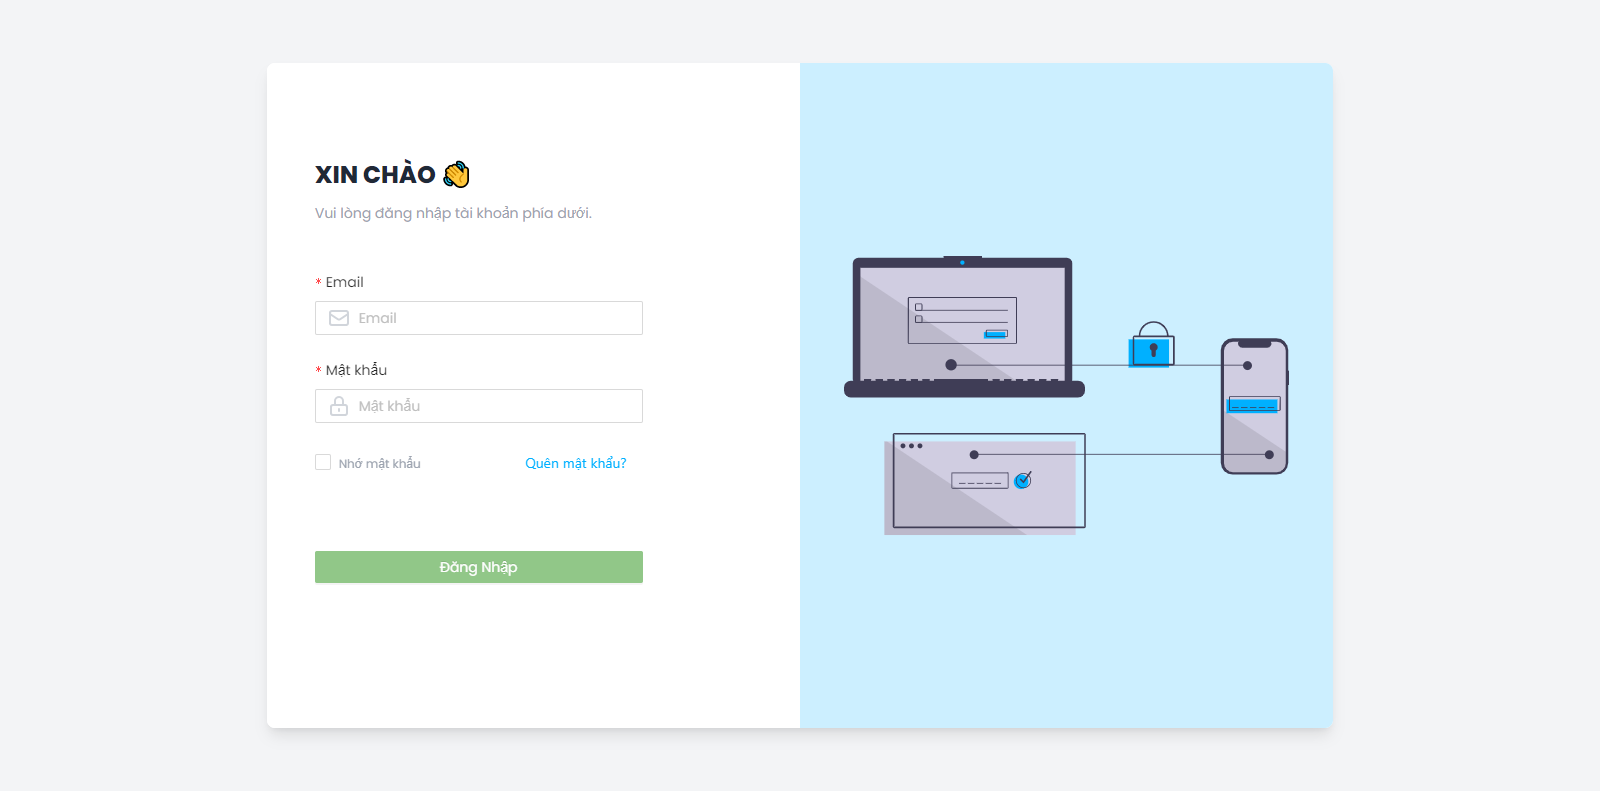 XIN CHÀO 👋
Vui lòng đăng nhập tài khoản phía dưới.
* Email
Email
* Mật khẩu
Mật khẩu
Nhớ mật khẩu
Quên mật khẩu?
Đăng Nhập